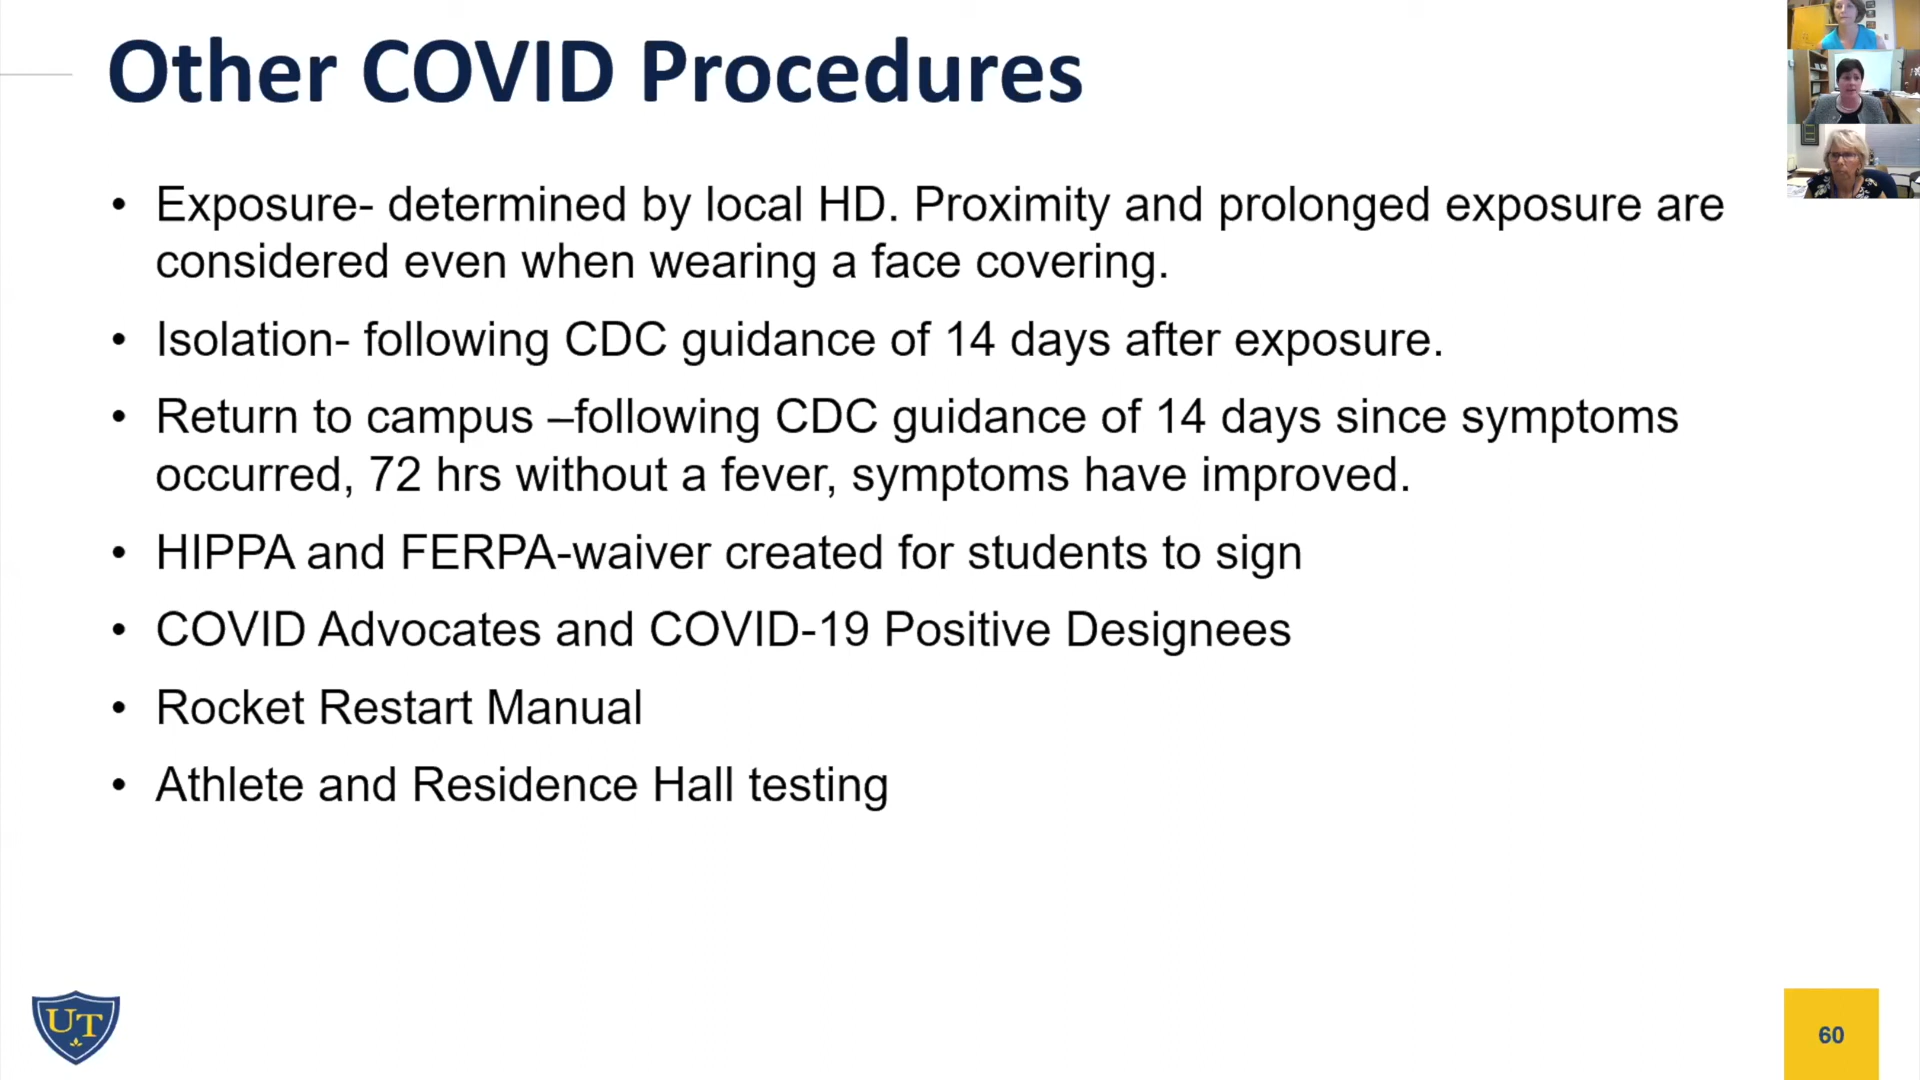 Other COVID Procedures
• Exposure- determined by local HD. Proximity and prolonged exposure are
considered even when wearing a face covering.
• Isolation- following CDC guidance of 14 days after exposure.
• Return to campus –following CDC guidance of 14 days since symptoms
occurred, 72 hrs without a fever, symptoms have improved.
• HIPPA and FERPA-waiver created for students to sign
• COVID Advocates and COVID-19 Positive Designees
• Rocket Restart Manual
• Athlete and Residence Hall testing
UT
60